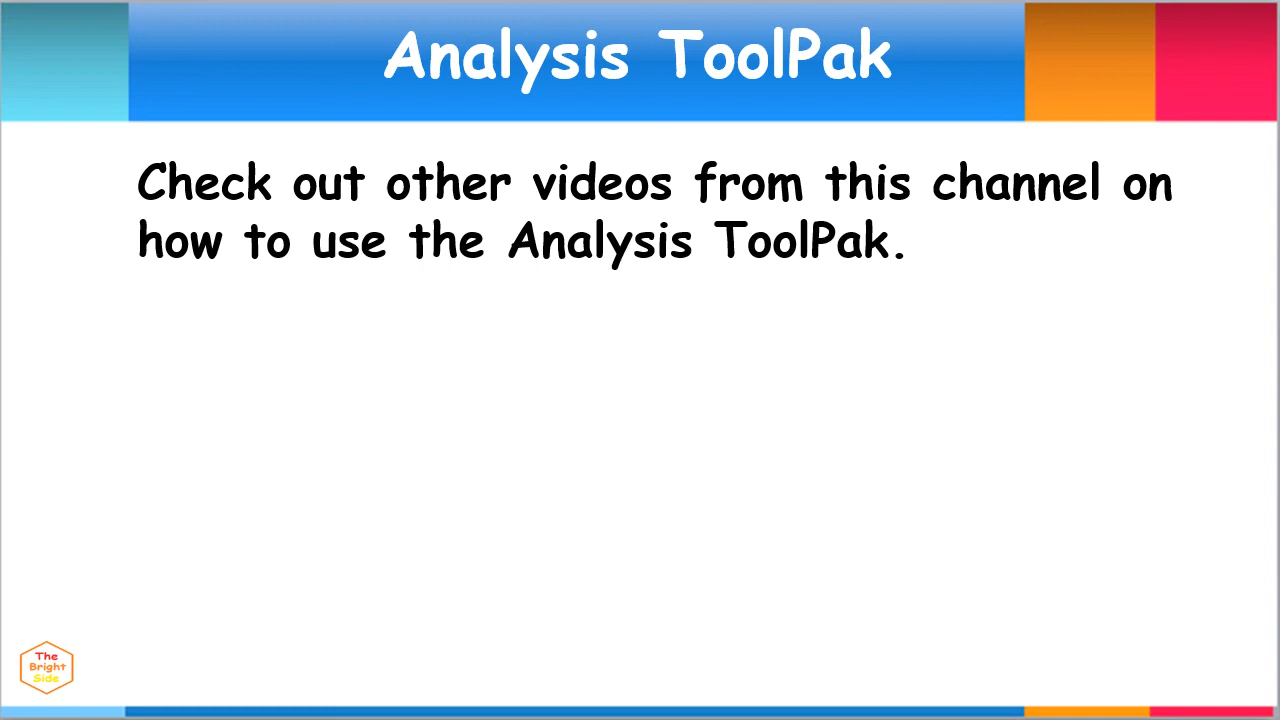 Analysis ToolPak
Check out other videos from this channel on
how to use the Analysis ToolPak.
The
Bright
Side